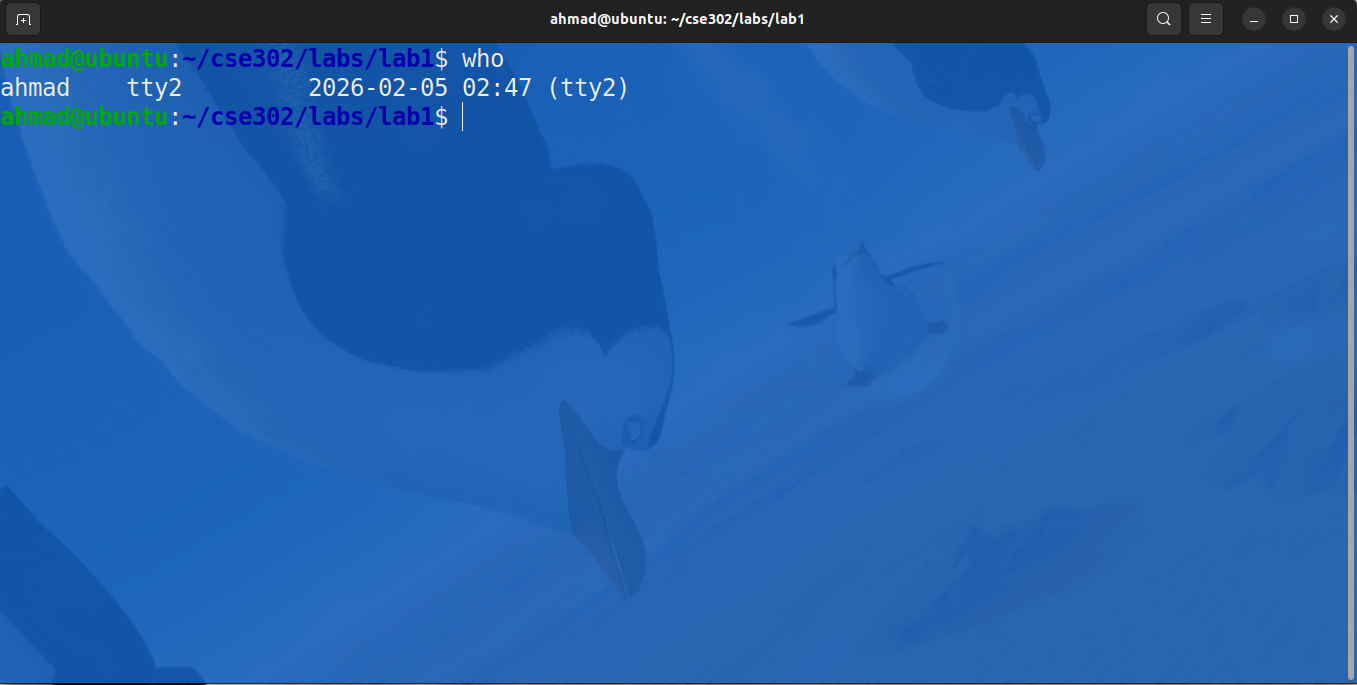 ahmad@ubuntu: ~/cse302/labs/lab1
ahmad@ubuntu:~/cse302/labs/lab1$ who
ahmad    tty2         2026-02-05 02:47 (tty2)
ahmad@ubuntu:~/cse302/labs/lab1$